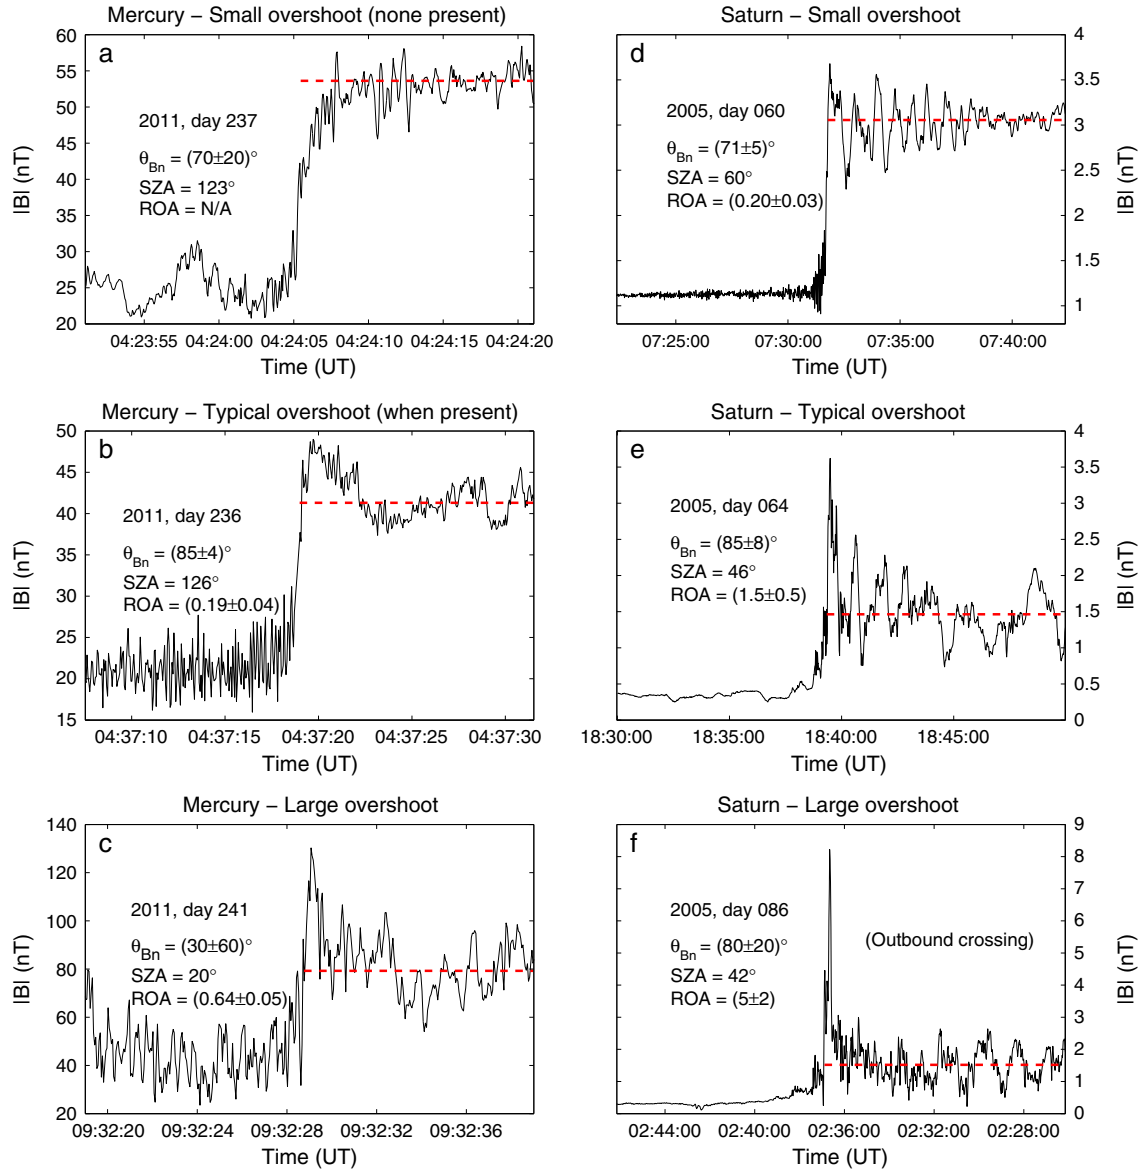 Mercury − Small overshoot (none present)
a
60
55
50
45
40
35
30
25
20
|B| (nT)
2011, day 237
θBn = (70±20)°
SZA = 123°
ROA = N/A
04:23:55 04:24:00 04:24:05 04:24:10 04:24:15 04:24:20
Time (UT)
Saturn − Small overshoot
d
4
3.5
3
2.5
2
1.5
1
|B| (nT)
2005, day 060
θBn = (71±5)°
SZA = 60°
ROA = (0.20±0.03)
07:25:00 07:30:00 07:35:00 07:40:00
Time (UT)
Mercury − Typical overshoot (when present)
b
50
45
40
35
30
25
20
15
|B| (nT)
2011, day 236
θBn = (85±4)°
SZA = 126°
ROA = (0.19±0.04)
04:37:10 04:37:15 04:37:20 04:37:25 04:37:30
Time (UT)
Saturn − Typical overshoot
e
4
3.5
3
2.5
2
1.5
1
0.5
0
|B| (nT)
2005, day 064
θBn = (85±8)°
SZA = 46°
ROA = (1.5±0.5)
18:30:00 18:35:00 18:40:00 18:45:00
Time (UT)
Mercury − Large overshoot
c
140
120
100
80
60
40
20
|B| (nT)
2011, day 241
θBn = (30±60)°
SZA = 20°
ROA = (0.64±0.05)
09:32:20 09:32:24 09:32:28 09:32:32 09:32:36
Time (UT)
Saturn − Large overshoot
f
9
8
7
6
5
4
3
2
1
0
|B| (nT)
2005, day 086
θBn = (80±20)°
(Outbound crossing)
SZA = 42°
ROA = (5±2)
02:44:00 02:40:00 02:36:00 02:32:00 02:28:00
Time (UT)